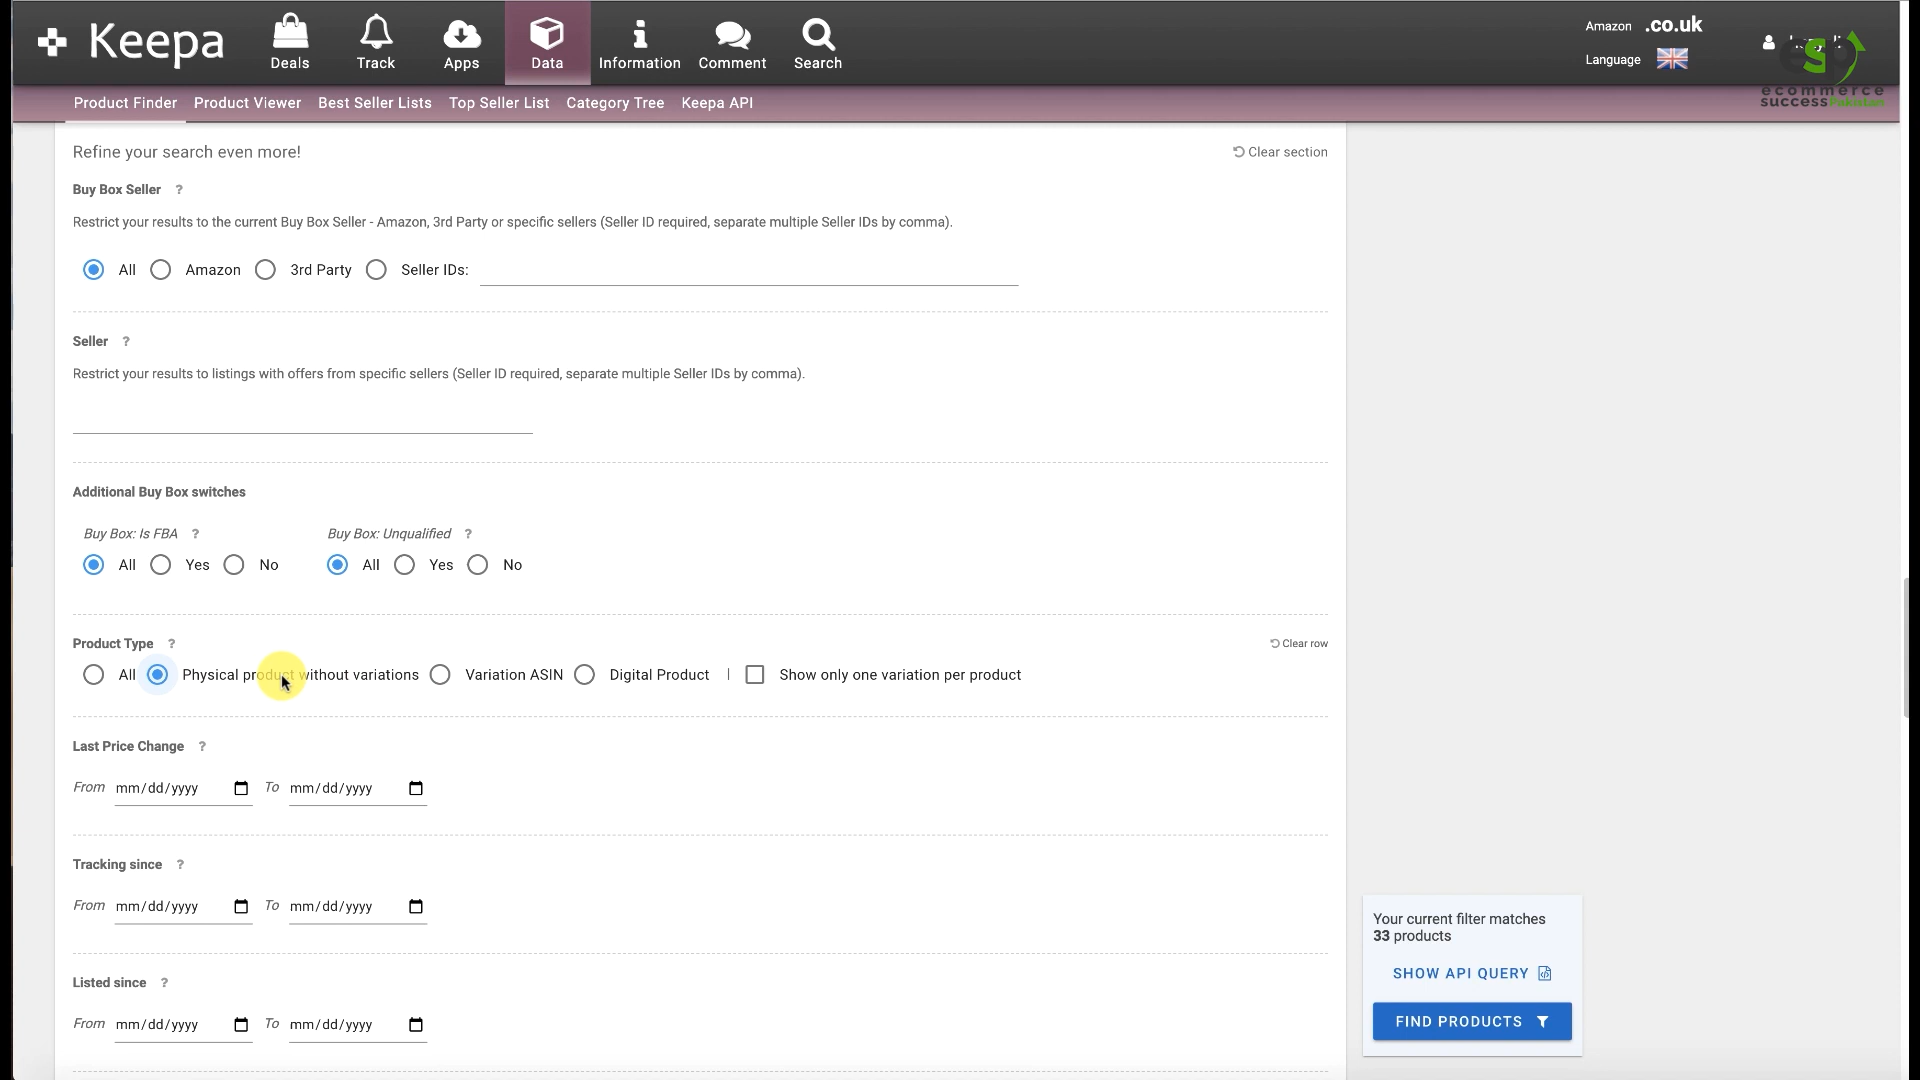 Keepa
Deals
Track
Apps
Data
Information
Comment
Search
Amazon .co.uk
Language
Product Finder Product Viewer Best Seller Lists Top Seller List Category Tree Keepa API
ecommerce
success Pakistan
Refine your search even more!
Clear section
Buy Box Seller ?
Restrict your results to the current Buy Box Seller - Amazon, 3rd Party or specific sellers (Seller ID required, separate multiple Seller IDs by comma).
All Amazon 3rd Party Seller IDs:
Seller ?
Restrict your results to listings with offers from specific sellers (Seller ID required, separate multiple Seller IDs by comma).
Additional Buy Box switches
Buy Box: Is FBA ? Buy Box: Unqualified ?
All Yes No All Yes No
Product Type ? Clear row
All Physical product without variations Variation ASIN Digital Product | Show only one variation per product
Last Price Change ?
From mm/dd/yyyy To mm/dd/yyyy
Tracking since ?
From mm/dd/yyyy To mm/dd/yyyy
Listed since ?
From mm/dd/yyyy To mm/dd/yyyy
Your current filter matches
33 products
SHOW API QUERY
FIND PRODUCTS